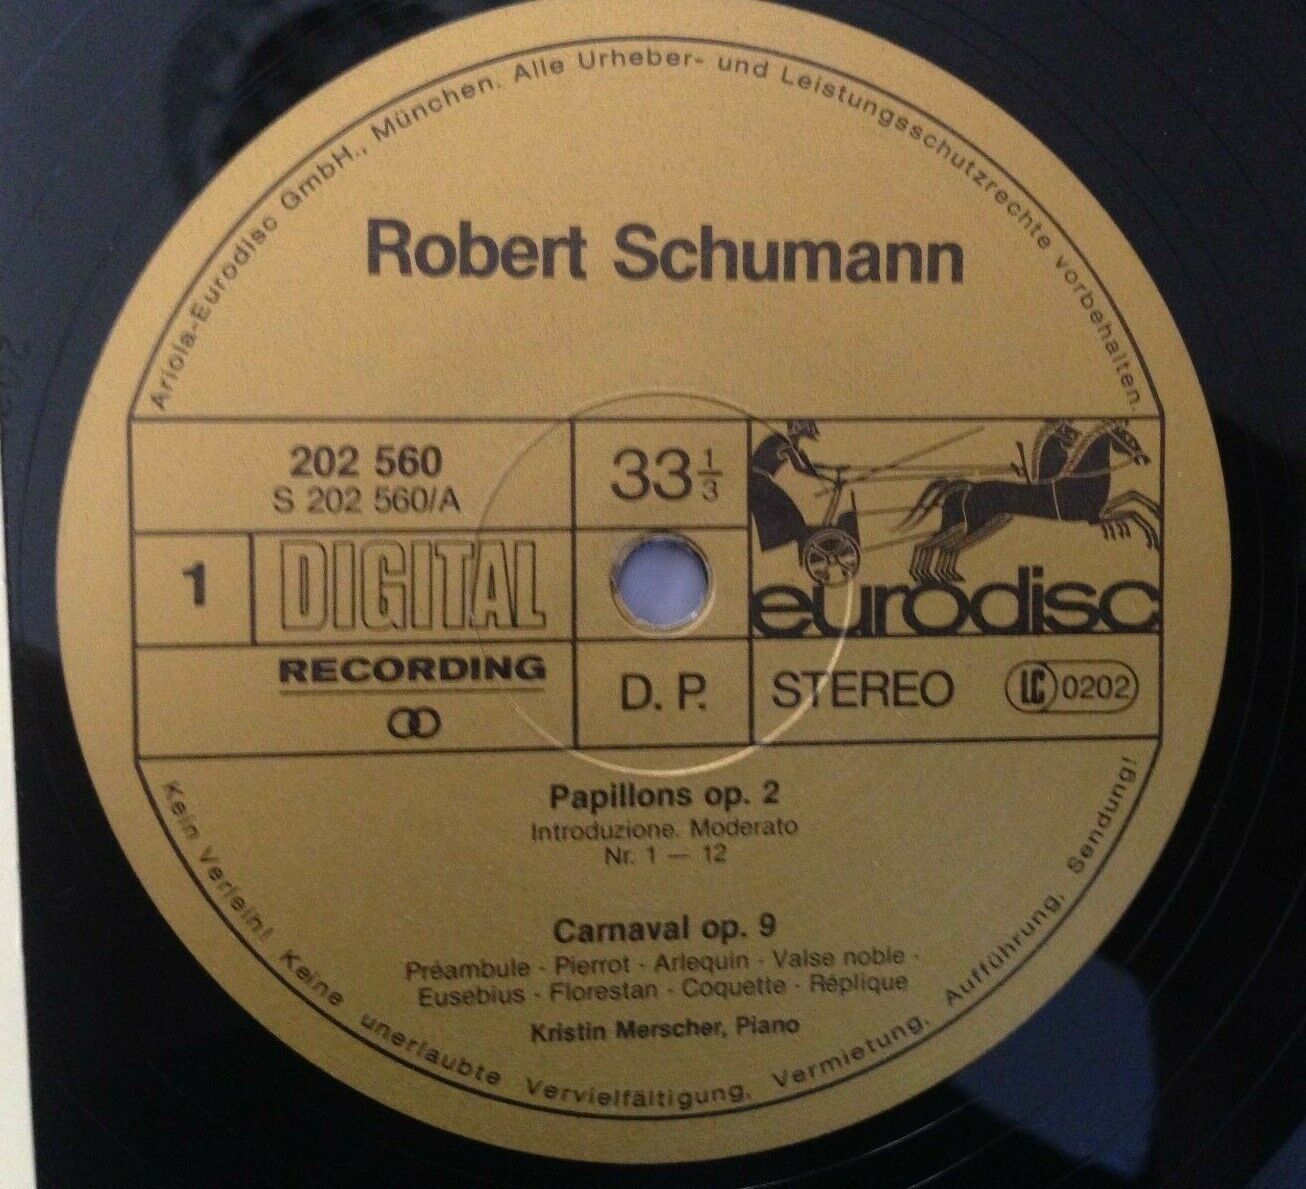 Ariola-Eurodisc GmbH., München. Alle Urheber- und Leistungsschutzrechte vorbehalten.
Robert Schumann
202 560
S 202 560/A
33 1/3
1
DIGITAL
RECORDING
eurodisc
D. P.
STEREO
LC 0202
Papillons op. 2
Introduzione. Moderato
Nr. 1 — 12
Carnaval op. 9
Préambule · Pierrot · Arlequin · Valse noble ·
Eusebius · Florestan · Coquette · Réplique
Kristin Merscher, Piano
Kein Verleih! Keine unerlaubte Vervielfältigung, Vermietung, Aufführung, Sendung!